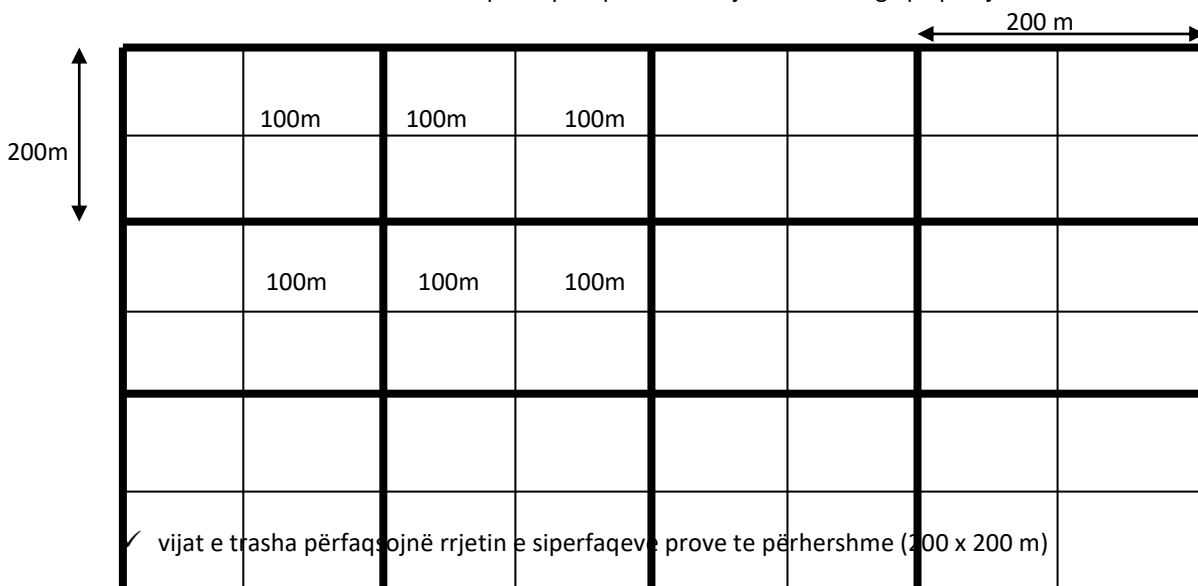 200 m
100m 100m 100m
200m
100m 100m 100m
✓ vijat e trasha përfaqsojnë rrjetin e siperfaqeve prove te përhershme (200 x 200 m)